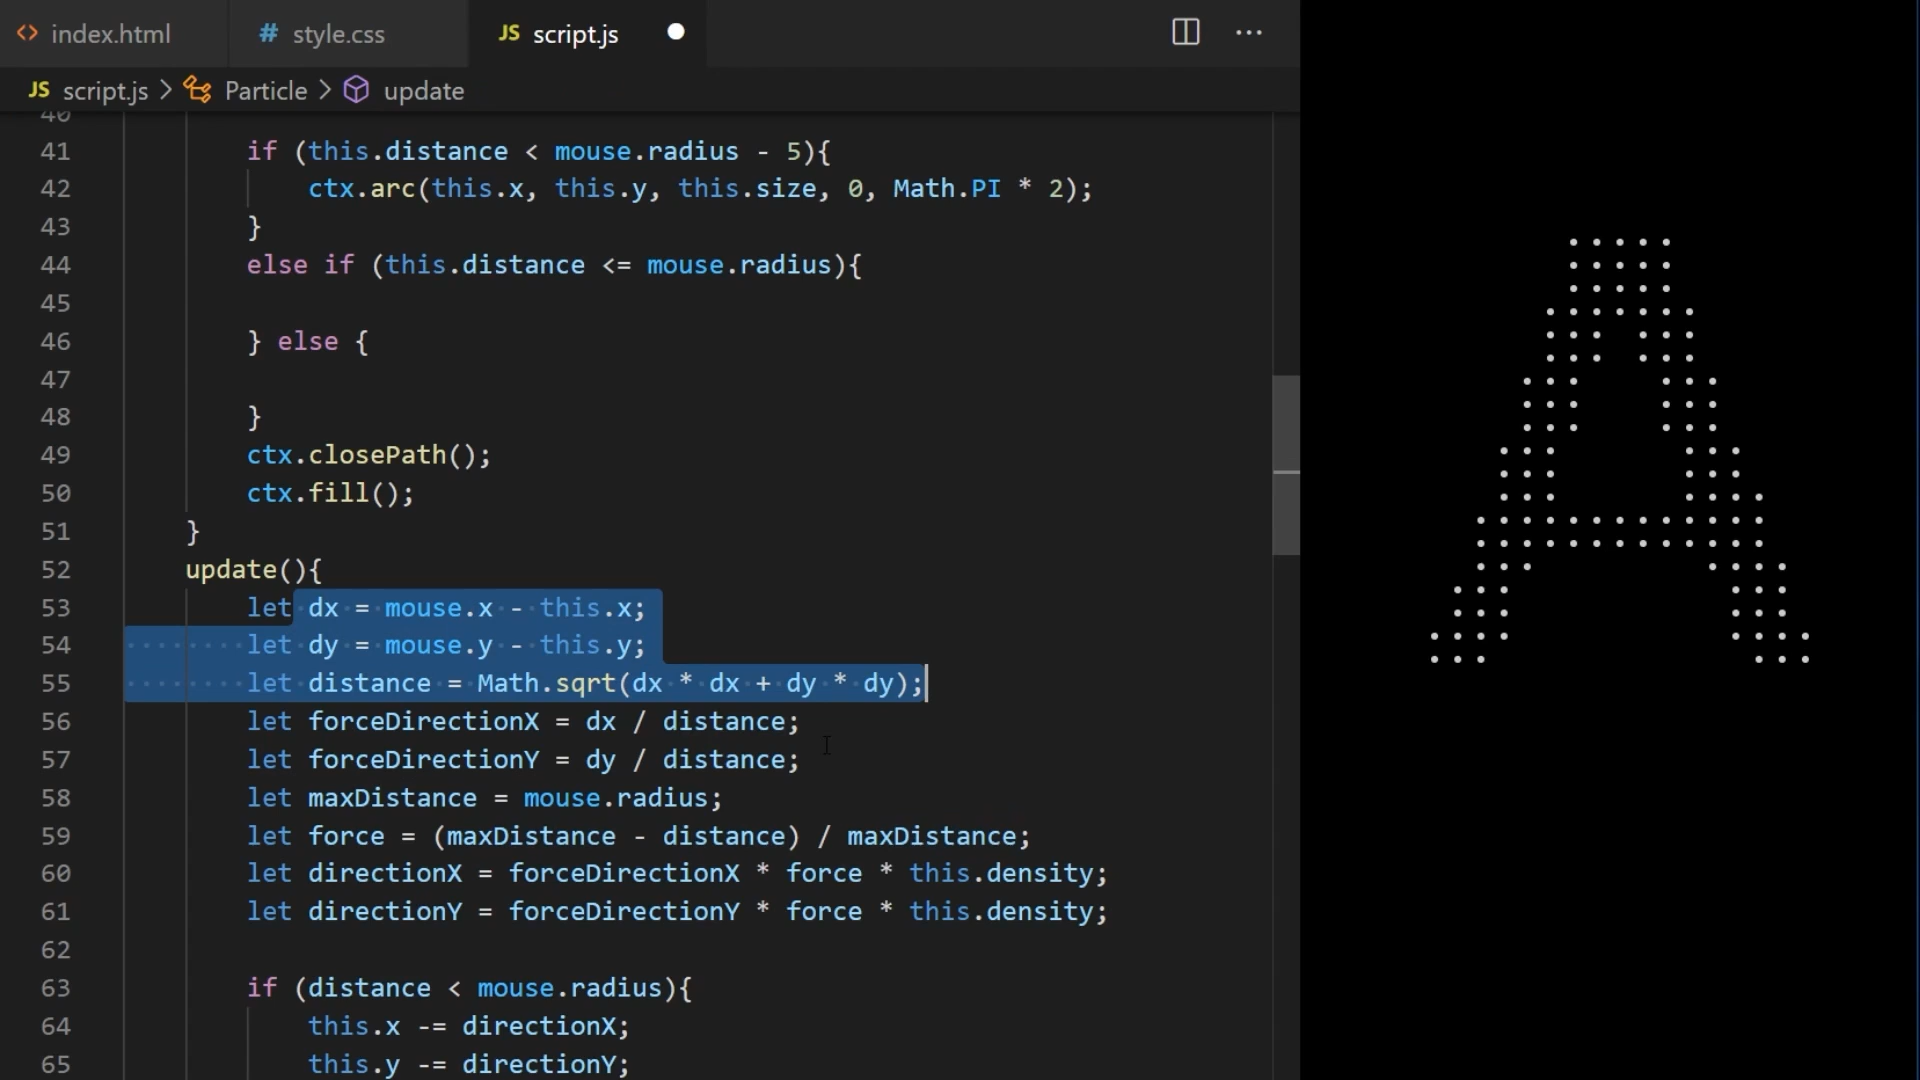 index.html
style.css
JS script.js
JS script.js > Particle > update
40
41 if (this.distance < mouse.radius - 5){
42 ctx.arc(this.x, this.y, this.size, 0, Math.PI * 2);
43 }
44 else if (this.distance <= mouse.radius){
45
46 } else {
47
48 }
49 ctx.closePath();
50 ctx.fill();
51 }
52 update(){
53 let dx = mouse.x - this.x;
54 let dy = mouse.y - this.y;
55 let distance = Math.sqrt(dx * dx + dy * dy);
56 let forceDirectionX = dx / distance;
57 let forceDirectionY = dy / distance;
58 let maxDistance = mouse.radius;
59 let force = (maxDistance - distance) / maxDistance;
60 let directionX = forceDirectionX * force * this.density;
61 let directionY = forceDirectionY * force * this.density;
62
63 if (distance < mouse.radius){
64 this.x -= directionX;
65 this.y -= directionY;
A